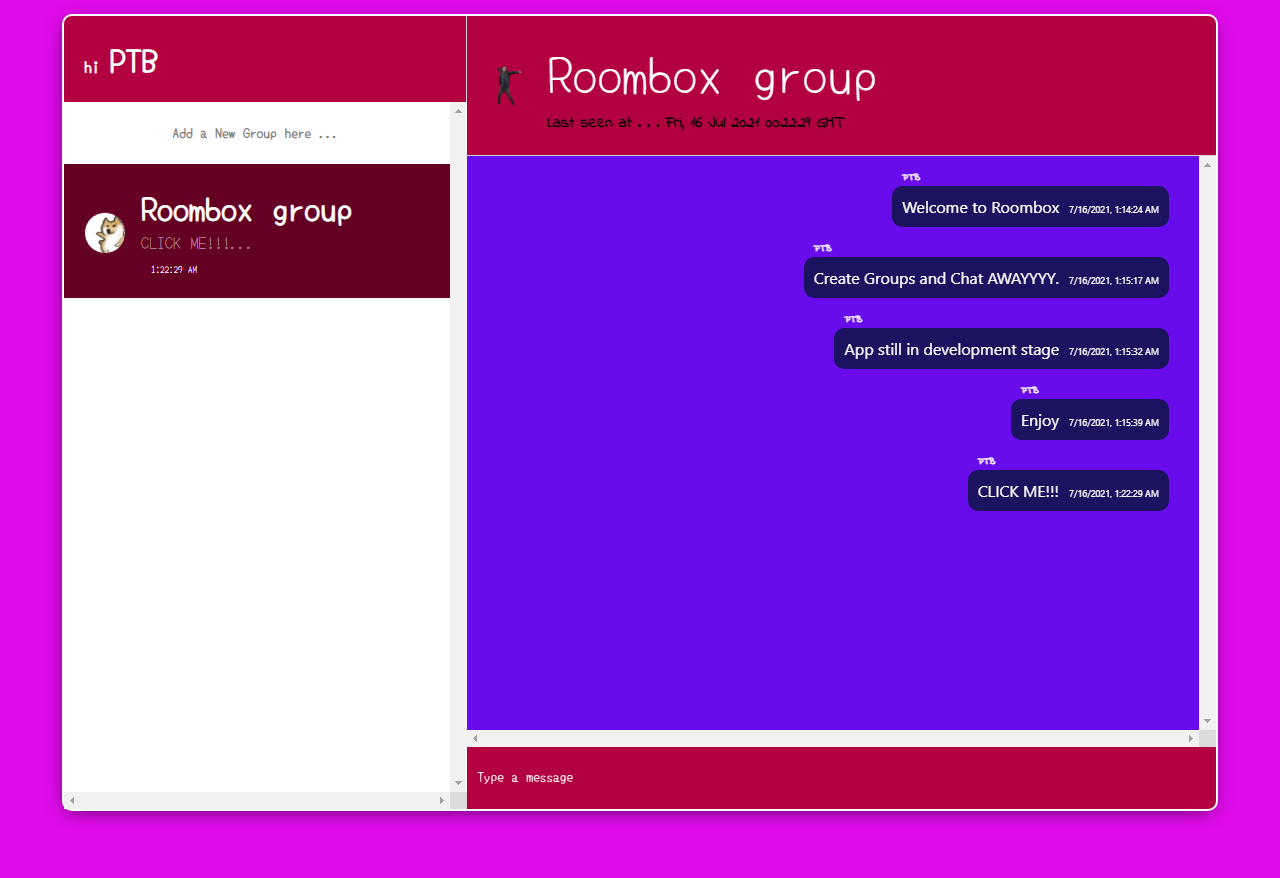 hi PTB
Add a New Group here ...
Roombox group
CLICK ME!!!...
1:22:29 AM
Roombox group
Last seen at . . . Fri, 16 Jul 2021 00:22:29 GMT
PTB
Welcome to Roombox 7/16/2021, 1:14:24 AM
PTB
Create Groups and Chat AWAYYYY. 7/16/2021, 1:15:17 AM
PTB
App still in development stage 7/16/2021, 1:15:32 AM
PTB
Enjoy 7/16/2021, 1:15:39 AM
PTB
CLICK ME!!! 7/16/2021, 1:22:29 AM
Type a message